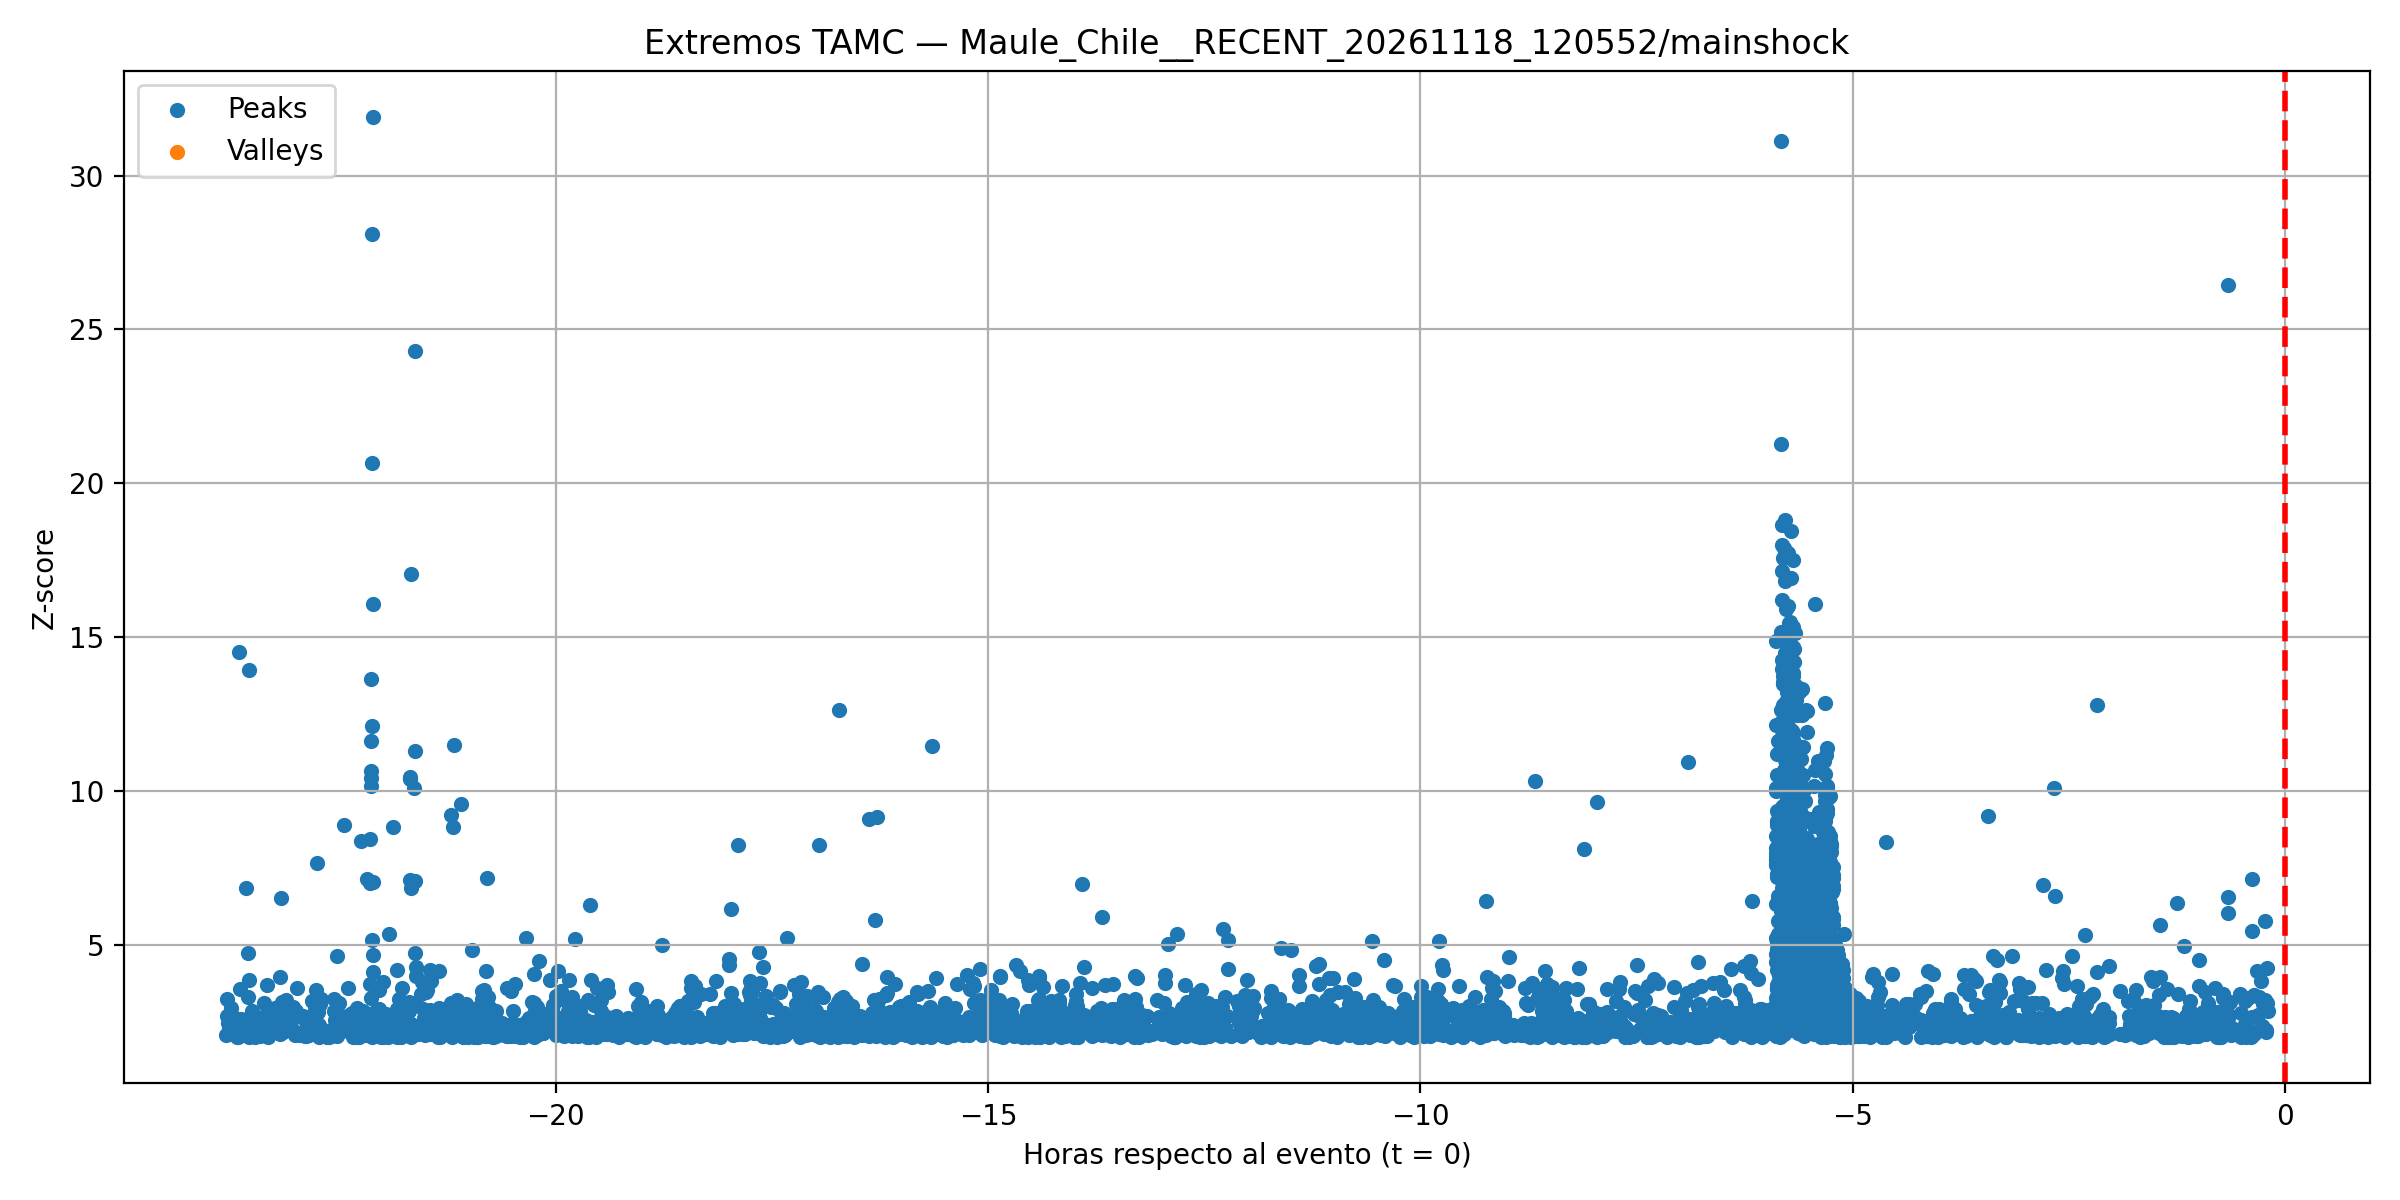 Extremos TAMC — Maule_Chile__RECENT_20261118_120552/mainshock
Peaks
Valleys
Z-score
30
25
20
15
10
5
−20
−15
−10
−5
0
Horas respecto al evento (t = 0)